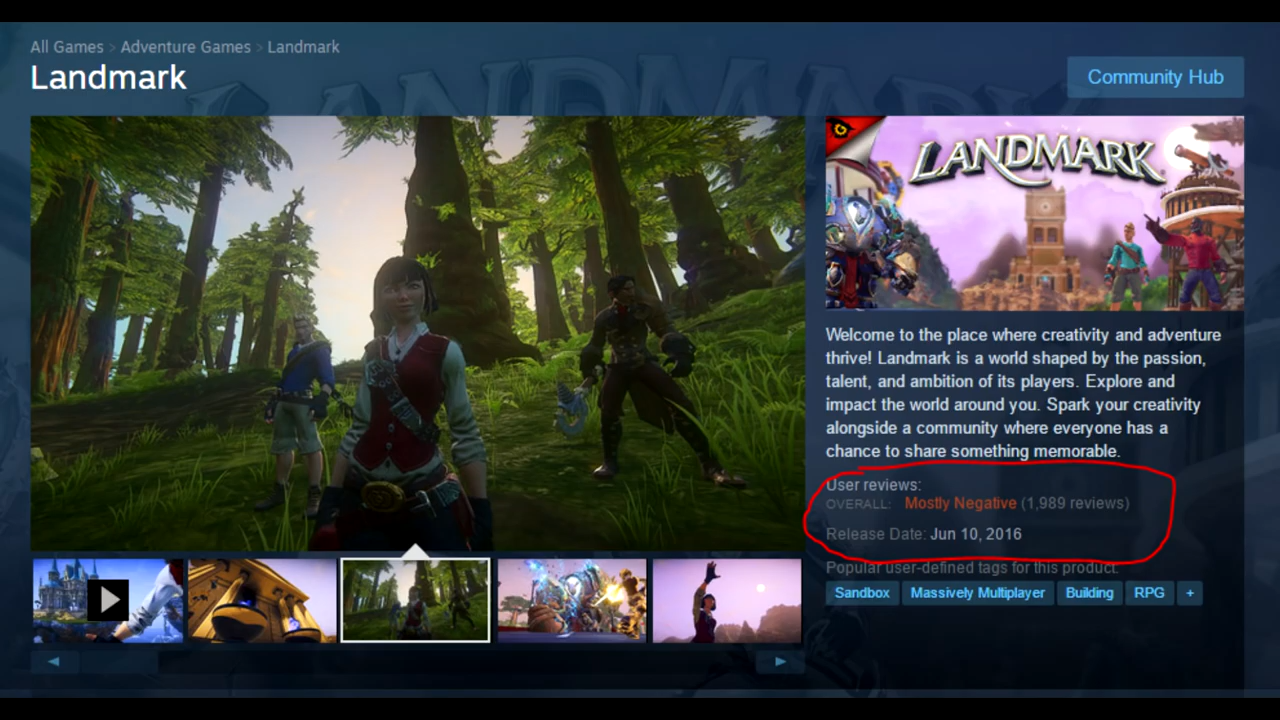 All Games > Adventure Games > Landmark
Landmark
Community Hub
LANDMARK
LANDMARK
Welcome to the place where creativity and adventure
thrive! Landmark is a world shaped by the passion,
talent, and ambition of its players. Explore and
impact the world around you. Spark your creativity
alongside a community where everyone has a
chance to share something memorable.
User reviews:
OVERALL: Mostly Negative (1,989 reviews)
Release Date: Jun 10, 2016
Popular user-defined tags for this product:
Sandbox Massively Multiplayer Building RPG +